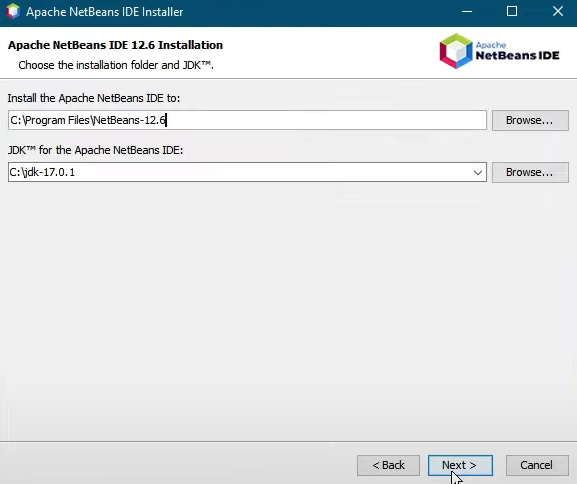 Apache NetBeans IDE Installer
Apache NetBeans IDE 12.6 Installation
Choose the installation folder and JDK™.
Apache
NetBeans IDE
Install the Apache NetBeans IDE to:
C:\Program Files\NetBeans-12.6
Browse...
JDK™ for the Apache NetBeans IDE:
C:\jdk-17.0.1
Browse...
< Back
Next >
Cancel